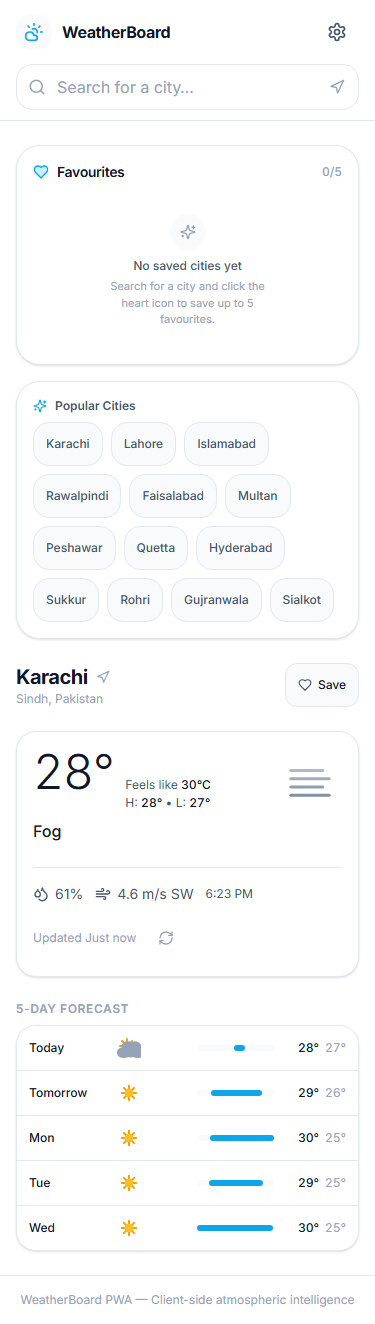 WeatherBoard
Search for a city...
Favourites 0/5
No saved cities yet
Search for a city and click the
heart icon to save up to 5
favourites.
Popular Cities
Karachi Lahore Islamabad
Rawalpindi Faisalabad Multan
Peshawar Quetta Hyderabad
Sukkur Rohri Gujranwala Sialkot
Karachi
Sindh, Pakistan
Save
28°
Feels like 30°C
H: 28° • L: 27°
Fog
61% 4.6 m/s SW 6:23 PM
Updated Just now
5-DAY FORECAST
Today 28° 27°
Tomorrow 29° 26°
Mon 30° 25°
Tue 29° 25°
Wed 30° 25°
WeatherBoard PWA — Client-side atmospheric intelligence